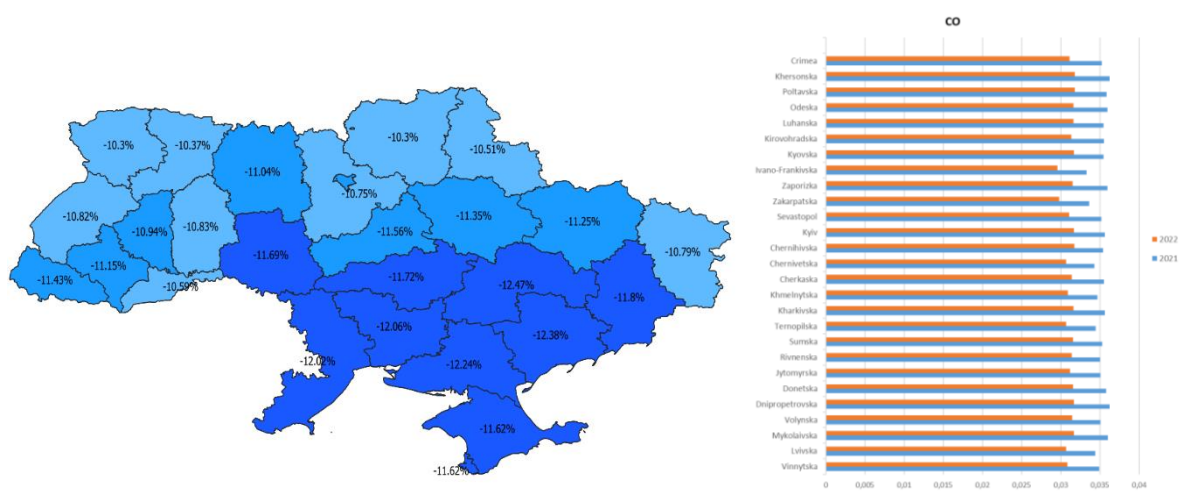 -10.3%
-10.37%
-11.04%
-10.3%
-10.51%
-10.75%
-10.82%
-10.94%
-10.83%
-11.35%
-11.25%
-11.56%
-10.79%
-11.15%
-11.43%
-10.59%
-11.69%
-11.72%
-12.47%
-11.8%
-12.06%
-12.38%
-12.02%
-12.24%
-11.62%
-11.62%
CO
Crimea
Khersonska
Poltavska
Odeska
Luhanska
Kirovohradska
Kyovska
Ivano-Frankivska
Zaporizka
Zakarpatska
Sevastopol
Kyiv
Chernihivska
Chernivetska
Cherkaska
Khmelnytska
Kharkivska
Ternopilska
Sumska
Rivnenska
Jytomyrska
Donetska
Dnipropetrovska
Volynska
Mykolaivska
Lvivska
Vinnytska
2022
2021
0 0,005 0,01 0,015 0,02 0,025 0,03 0,035 0,04